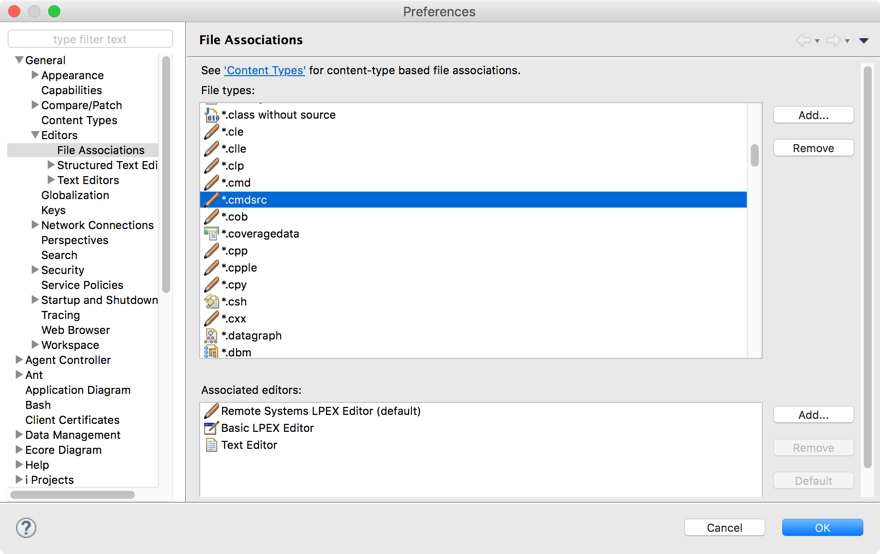 Preferences
type filter text
General
Appearance
Capabilities
Compare/Patch
Content Types
Editors
File Associations
Structured Text Edi
Text Editors
Globalization
Keys
Network Connections
Perspectives
Search
Security
Service Policies
Startup and Shutdown
Tracing
Web Browser
Workspace
Agent Controller
Ant
Application Diagram
Bash
Client Certificates
Data Management
Ecore Diagram
Help
i Projects
File Associations
See 'Content Types' for content-type based file associations.
File types:
*.class without source
*.cle
*.clle
*.clp
*.cmd
*.cmdsrc
*.cob
*.coveragedata
*.cpp
*.cpple
*.cpy
*.csh
*.cxx
*.datagraph
*.dbm
Add...
Remove
Associated editors:
Remote Systems LPEX Editor (default)
Basic LPEX Editor
Text Editor
Add...
Remove
Default
?
Cancel
OK